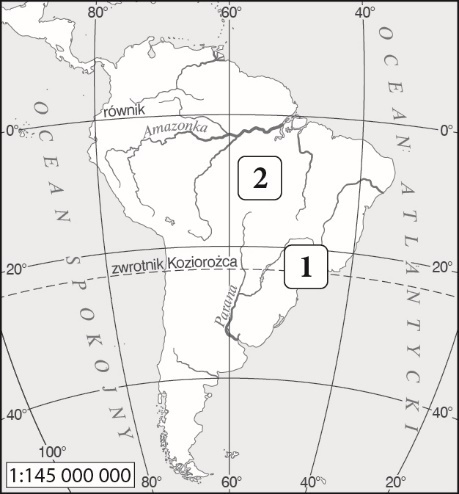 80° 60° 40°
równik
Amazonka
0° 0°
OCEAN SPOKOJNY
OCEAN ATLANTYCKI
2
zwrotnik Koziorożca
1
20° 20°
Parana
40° 40°
100° 80° 60° 40° 20°
1:145 000 000